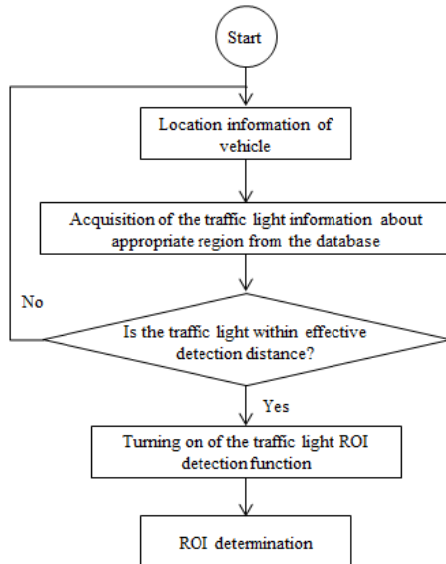 Start
Location information of
vehicle
Acquisition of the traffic light information about
appropriate region from the database
No
Is the traffic light within effective
detection distance?
Yes
Turning on of the traffic light ROI
detection function
ROI determination